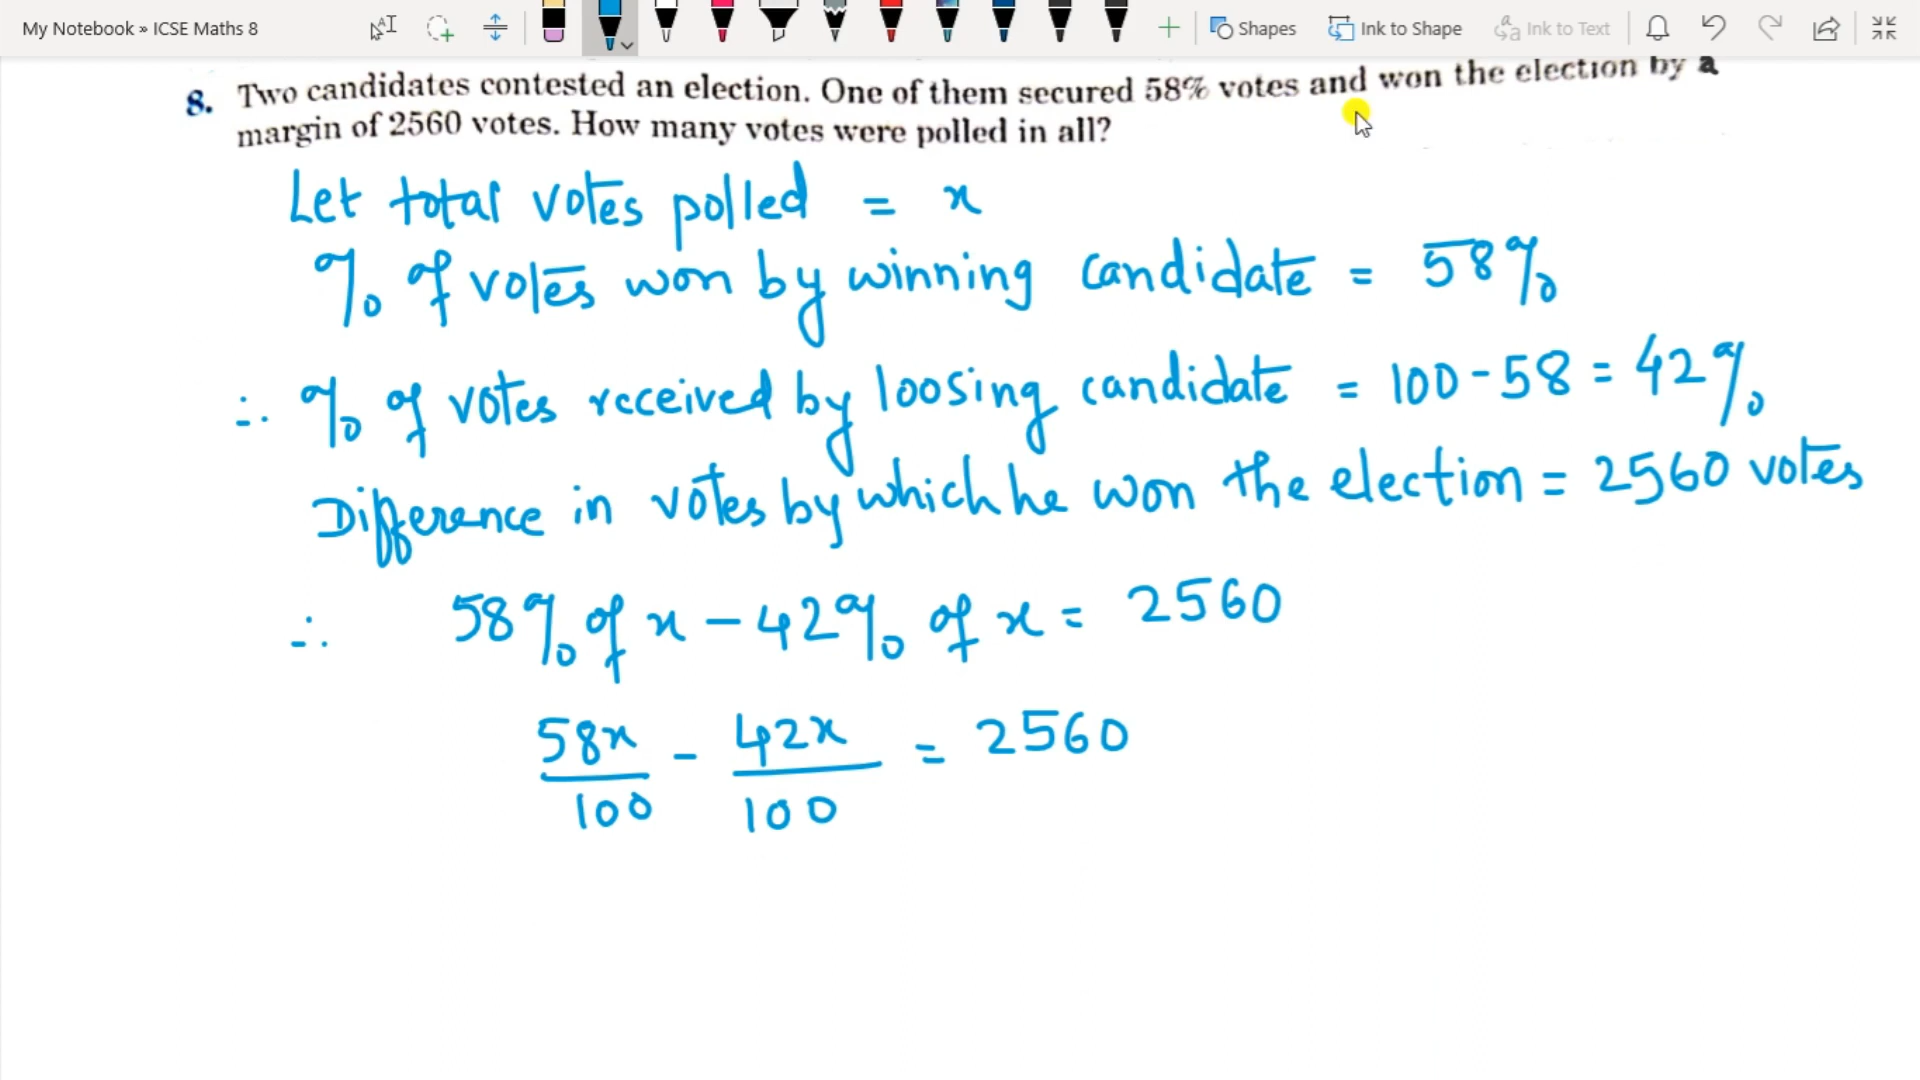 My Notebook » ICSE Maths 8 Shapes Ink to Shape Ink to Text
8. Two candidates contested an election. One of them secured 58% votes and won the election by a
margin of 2560 votes. How many votes were polled in all?
Let total votes polled = x
% of votes won by winning candidate = 58%
∴ % of votes received by loosing candidate = 100 - 58 = 42%
Difference in votes by which he won the election = 2560 votes
∴ 58% of x - 42% of x = 2560
58x/100 - 42x/100 = 2560